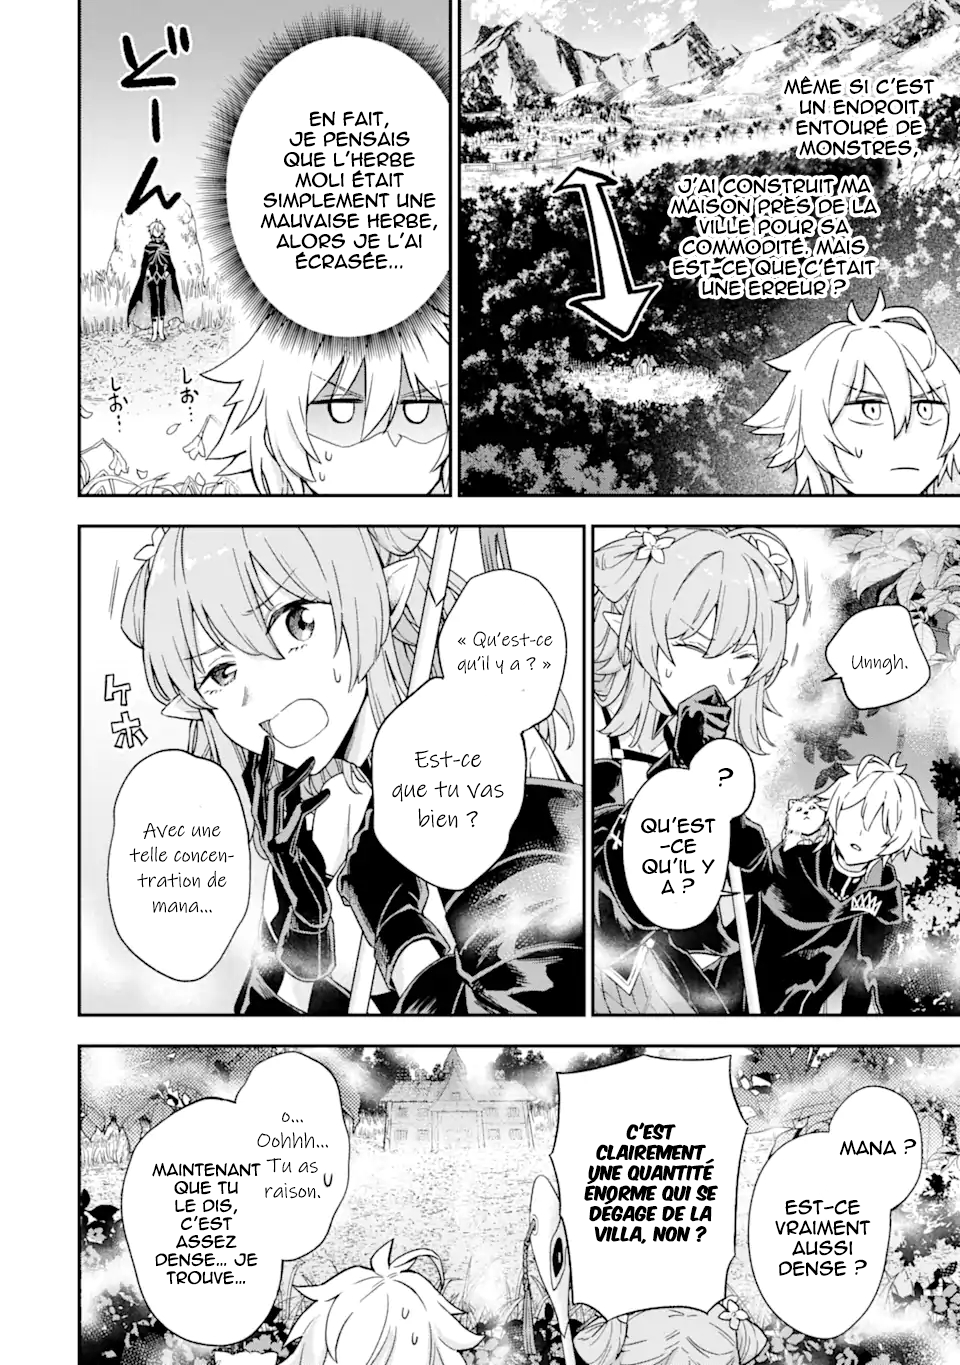 MÊME SI C'EST
UN ENDROIT
ENTOURÉ DE
MONSTRES,
J'AI CONSTRUIT MA
MAISON PRÈS DE LA
VILLE POUR SA
COMMODITÉ. MAIS
EST-CE QUE C'ÉTAIT
UNE ERREUR ?
EN FAIT,
JE PENSAIS
QUE L'HERBE
MOLI ÉTAIT
SIMPLEMENT UNE
MAUVAISE HERBE,
ALORS JE L'AI
ÉCRASÉE...
どーん
しお…
しお…
Unngh.
?
QU'EST
-CE
QU'IL Y
A ?
« Qu'est-ce
qu'il y a ? »
Est-ce
que tu vas
bien ?
ケホ
Avec une
telle concen-
tration de
mana...
MANA ?
EST-CE
VRAIMENT
AUSSI
DENSE ?
C'EST
CLAIREMENT
UNE QUANTITÉ
ÉNORME QUI SE
DÉGAGE DE LA
VILLA, NON ?
o...
Oohhh...
Tu as
raison.
MAINTENANT
QUE TU
LE DIS,
C'EST
ASSEZ
DENSE... JE
TROUVE...